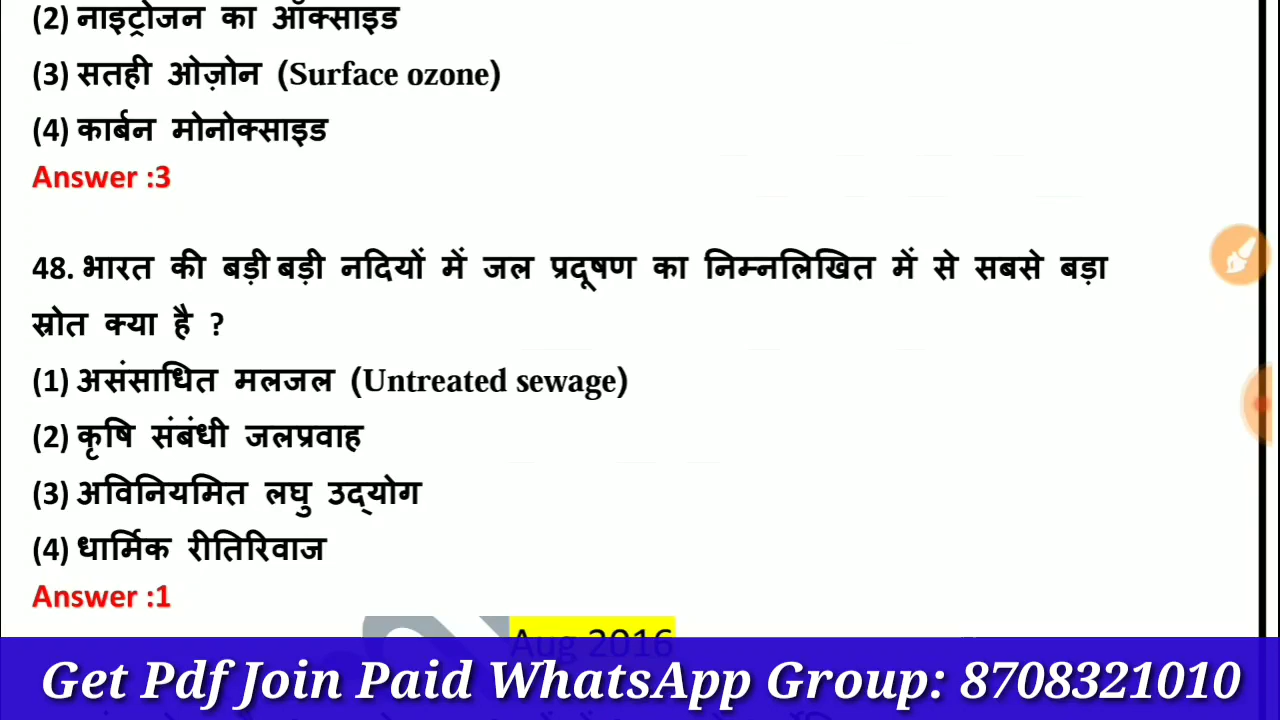 (2) नाइट्रोजन का ऑक्साइड
(3) सतही ओज़ोन (Surface ozone)
(4) कार्बन मोनोक्साइड
Answer :3
48. भारत की बड़ी बड़ी नदियों में जल प्रदूषण का निम्नलिखित में से सबसे बड़ा
स्रोत क्या है ?
(1) असंसाधित मलजल (Untreated sewage)
(2) कृषि संबंधी जलप्रवाह
(3) अविनियमित लघु उद्योग
(4) धार्मिक रीतिरिवाज
Answer :1
Aug 2016
Get Pdf Join Paid WhatsApp Group: 8708321010